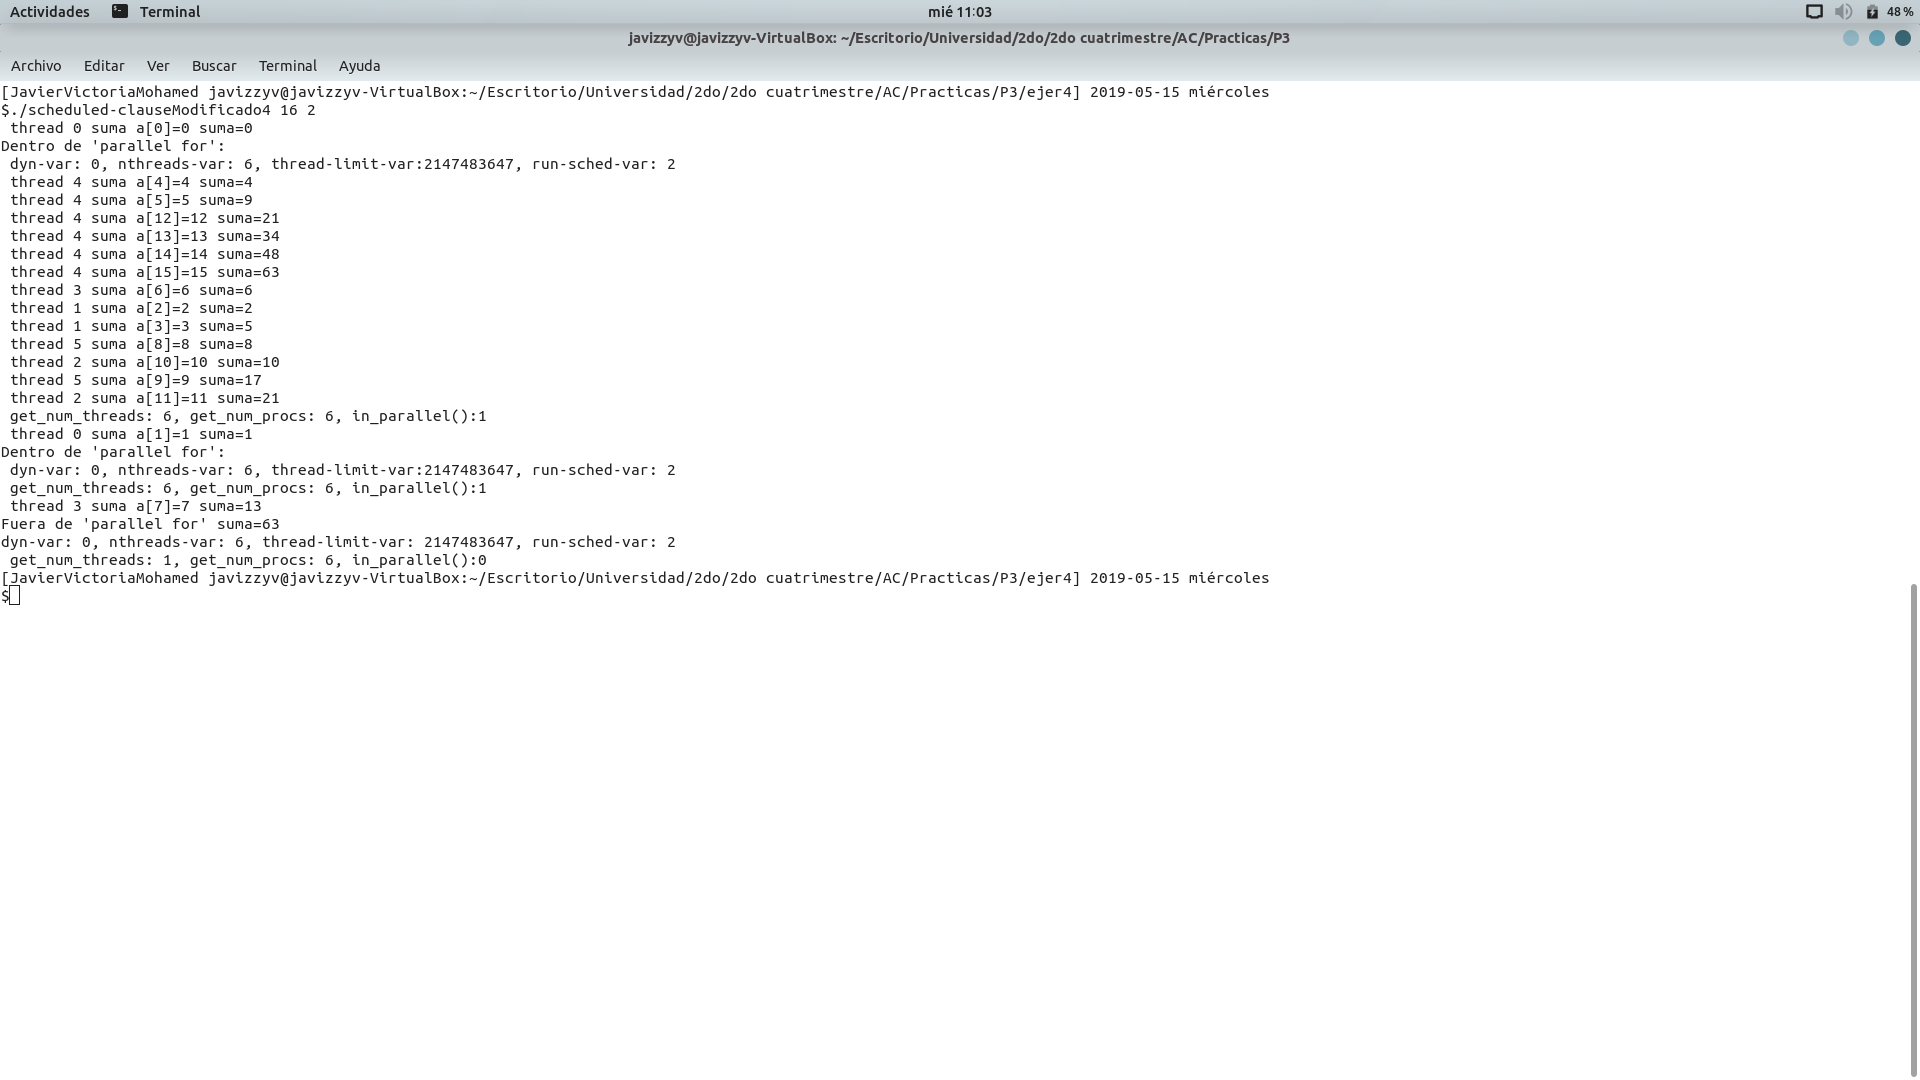 Actividades Terminal mié 11:03 48 %
javizzyv@javizzyv-VirtualBox: ~/Escritorio/Universidad/2do/2do cuatrimestre/AC/Practicas/P3
Archivo Editar Ver Buscar Terminal Ayuda
[JavierVictoriaMohamed javizzyv@javizzyv-VirtualBox:~/Escritorio/Universidad/2do/2do cuatrimestre/AC/Practicas/P3/ejer4] 2019-05-15 miércoles
$./scheduled-clauseModificado4 16 2
 thread 0 suma a[0]=0 suma=0
Dentro de 'parallel for':
 dyn-var: 0, nthreads-var: 6, thread-limit-var:2147483647, run-sched-var: 2
 thread 4 suma a[4]=4 suma=4
 thread 4 suma a[5]=5 suma=9
 thread 4 suma a[12]=12 suma=21
 thread 4 suma a[13]=13 suma=34
 thread 4 suma a[14]=14 suma=48
 thread 4 suma a[15]=15 suma=63
 thread 3 suma a[6]=6 suma=6
 thread 1 suma a[2]=2 suma=2
 thread 1 suma a[3]=3 suma=5
 thread 5 suma a[8]=8 suma=8
 thread 2 suma a[10]=10 suma=10
 thread 5 suma a[9]=9 suma=17
 thread 2 suma a[11]=11 suma=21
 get_num_threads: 6, get_num_procs: 6, in_parallel():1
 thread 0 suma a[1]=1 suma=1
Dentro de 'parallel for':
 dyn-var: 0, nthreads-var: 6, thread-limit-var:2147483647, run-sched-var: 2
 get_num_threads: 6, get_num_procs: 6, in_parallel():1
 thread 3 suma a[7]=7 suma=13
Fuera de 'parallel for' suma=63
dyn-var: 0, nthreads-var: 6, thread-limit-var: 2147483647, run-sched-var: 2
 get_num_threads: 1, get_num_procs: 6, in_parallel():0
[JavierVictoriaMohamed javizzyv@javizzyv-VirtualBox:~/Escritorio/Universidad/2do/2do cuatrimestre/AC/Practicas/P3/ejer4] 2019-05-15 miércoles
$